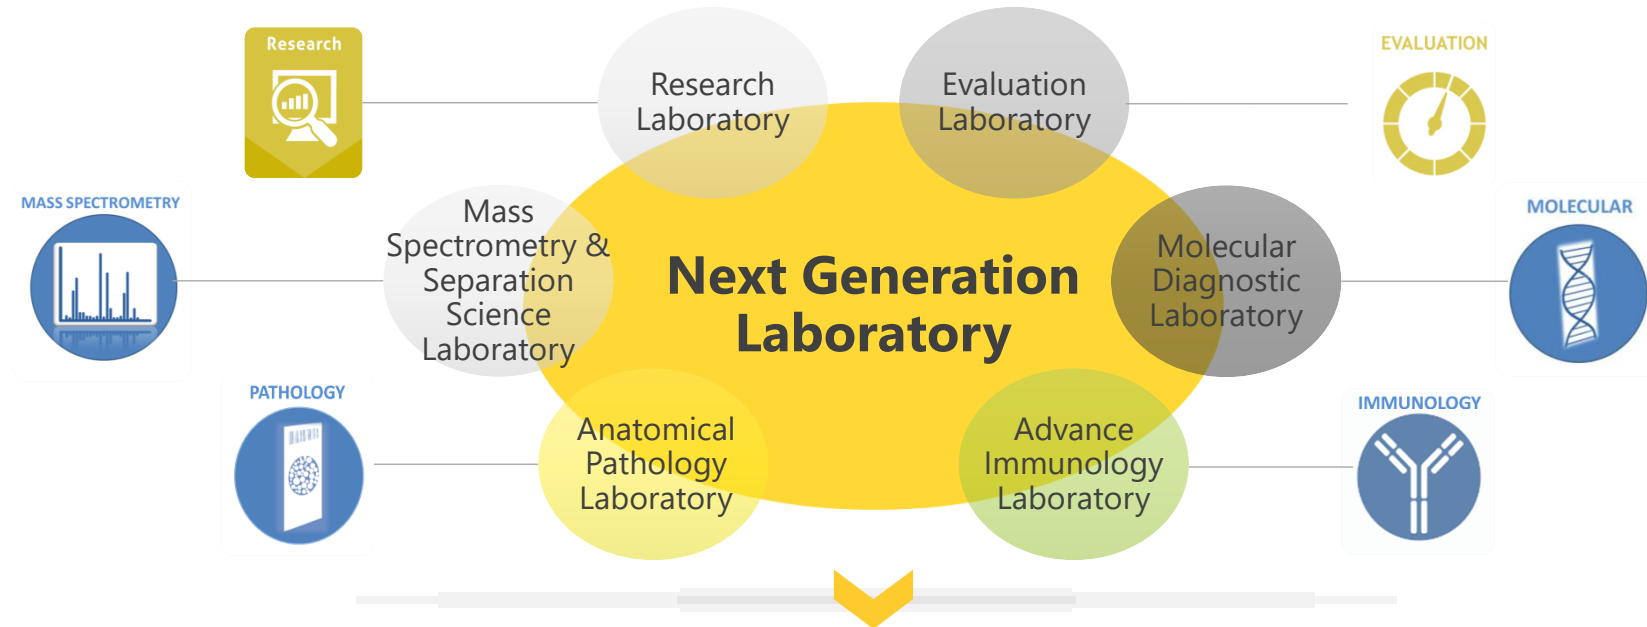 Research
Research
Laboratory
Evaluation
Laboratory
EVALUATION
MASS SPECTROMETRY
Mass
Spectrometry &
Separation
Science
Laboratory
Next Generation
Laboratory
Molecular
Diagnostic
Laboratory
MOLECULAR
PATHOLOGY
Anatomical
Pathology
Laboratory
Advance
Immunology
Laboratory
IMMUNOLOGY